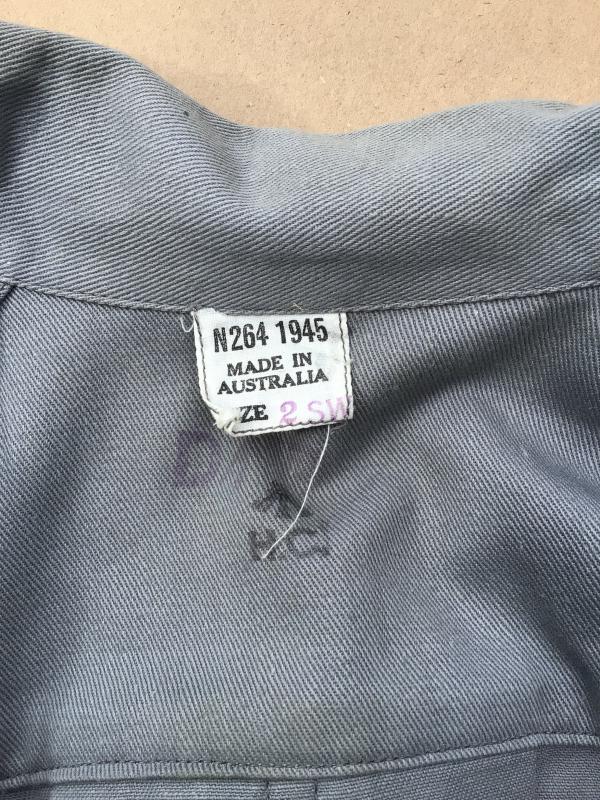 N264 1945
MADE IN
AUSTRALIA
ZE 2 SW
D
H.C.